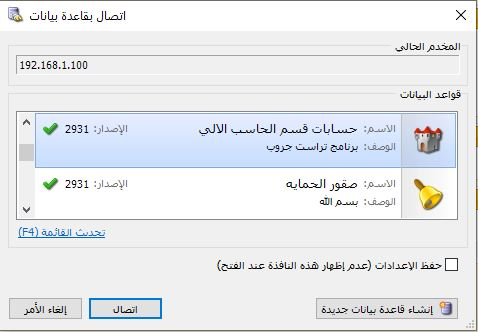 اتصال بقاعدة بيانات
المخدم الحالي
192.168.1.100
قواعد البيانات
الاسم: حسابات قسم الحاسب الالي الإصدار: 2931
الوصف: برنامج تراست جروب
الاسم: صقور الحمايه الإصدار: 2931
الوصف: بسم الله
تحديث القائمة (F4)
حفظ الإعدادات (عدم إظهار هذه النافذة عند الفتح)
إنشاء قاعدة بيانات جديدة اتصال إلغاء الأمر